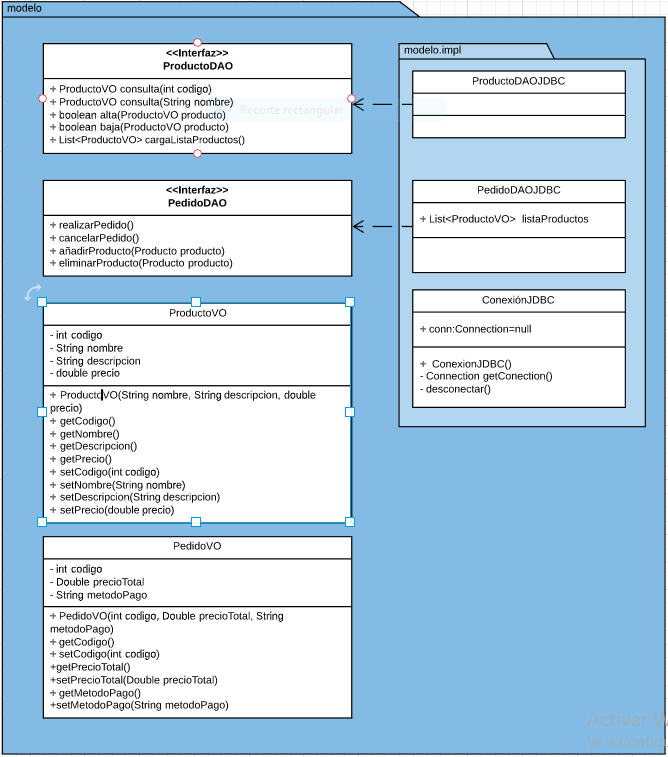 modelo
<<Interfaz>>
ProductoDAO
+ ProductoVO consulta(int codigo)
+ ProductoVO consulta(String nombre)
+ boolean alta(ProductoVO producto)
+ boolean baja(ProductoVO producto)
+ List<ProductoVO> cargaListaProductos()
Recorte rectangular
<<Interfaz>>
PedidoDAO
+ realizarPedido()
+ cancelarPedido()
+ añadirProducto(Producto producto)
+ eliminarProducto(Producto producto)
ProductoVO
- int codigo
- String nombre
- String descripcion
- double precio
+ ProductoVO(String nombre, String descripcion, double
precio)
+ getCodigo()
+ getNombre()
+ getDescripcion()
+ getPrecio()
+ setCodigo(int codigo)
+ setNombre(String nombre)
+ setDescripcion(String descripcion)
+ setPrecio(double precio)
PedidoVO
- int codigo
- Double precioTotal
- String metodoPago
+ PedidoVO(int codigo, Double precioTotal, String
metodoPago)
+ getCodigo()
+ setCodigo(int codigo)
+getPrecioTotal()
+setPrecioTotal(Double precioTotal)
+ getMetodoPago()
+setMetodoPago(String metodoPago)
modelo.impl
ProductoDAOJDBC
PedidoDAOJDBC
+ List<ProductoVO> listaProductos
ConexiónJDBC
+ conn:Connection=null
+ ConexionJDBC()
- Connection getConection()
- desconectar()
Activar W
Ve a Config